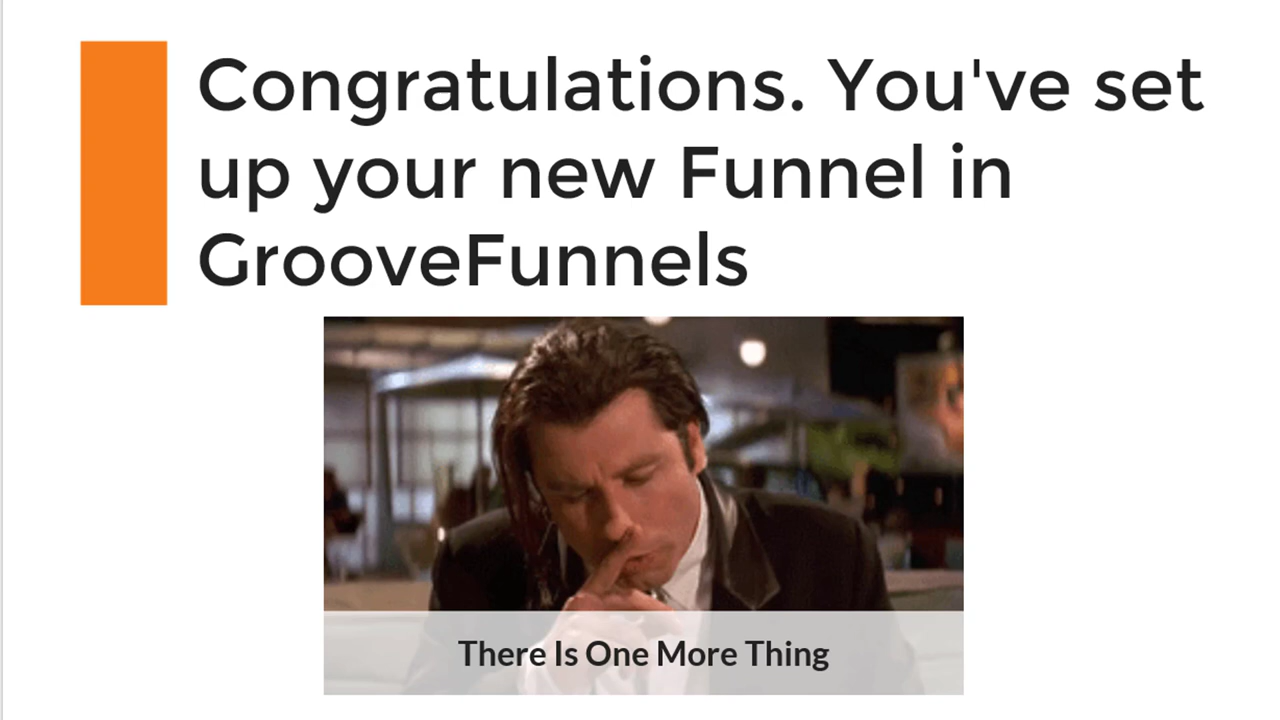 Congratulations. You've set
up your new Funnel in
GrooveFunnels
There Is One More Thing